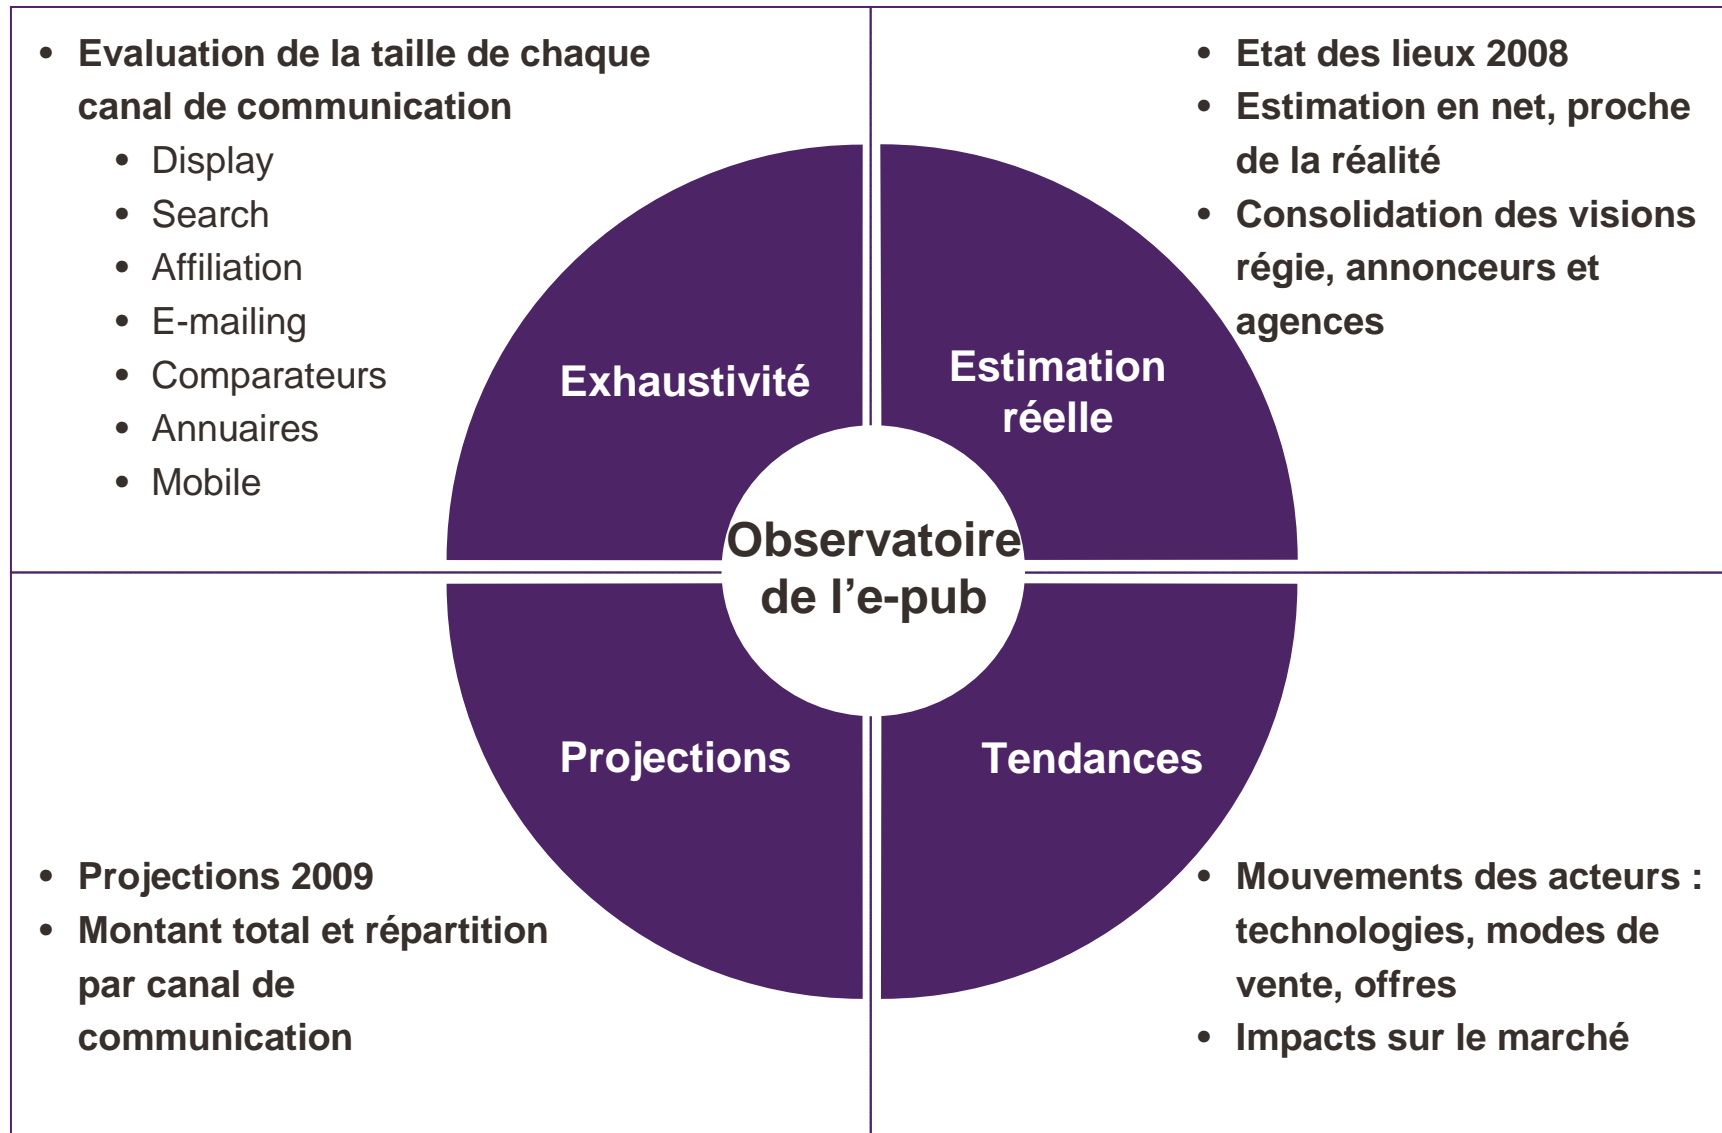 • Evaluation de la taille de chaque
canal de communication
• Display
• Search
• Affiliation
• E-mailing
• Comparateurs
• Annuaires
• Mobile
• Etat des lieux 2008
• Estimation en net, proche
de la réalité
• Consolidation des visions
régie, annonceurs et
agences
Exhaustivité
Estimation
réelle
Observatoire
de l’e-pub
Projections
Tendances
• Projections 2009
• Montant total et répartition
par canal de
communication
• Mouvements des acteurs :
technologies, modes de
vente, offres
• Impacts sur le marché